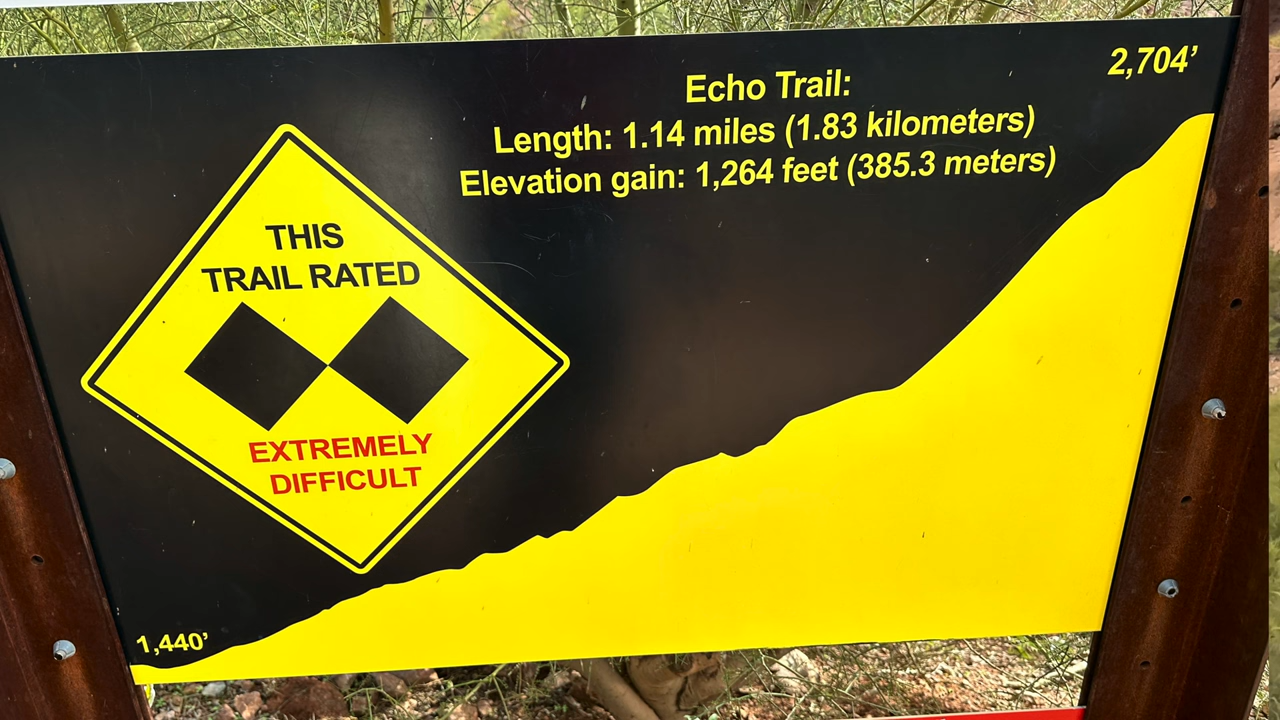 2,704’
Echo Trail:
Length: 1.14 miles (1.83 kilometers)
Elevation gain: 1,264 feet (385.3 meters)
THIS
TRAIL RATED
EXTREMELY
DIFFICULT
1,440’